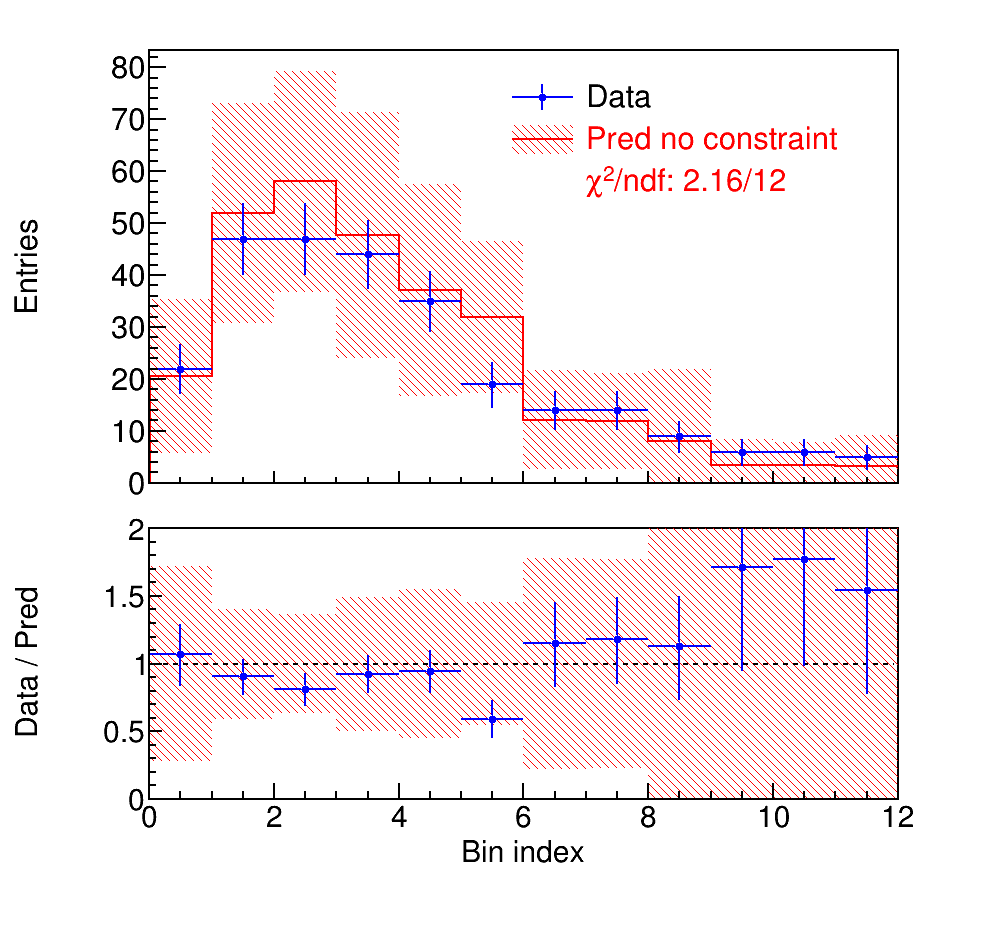 80
70
60
50
40
30
20
10
0
Entries
Data
Pred no constraint
χ²/ndf: 2.16/12
2
1.5
1
0.5
0
Data / Pred
0 2 4 6 8 10 12
Bin index